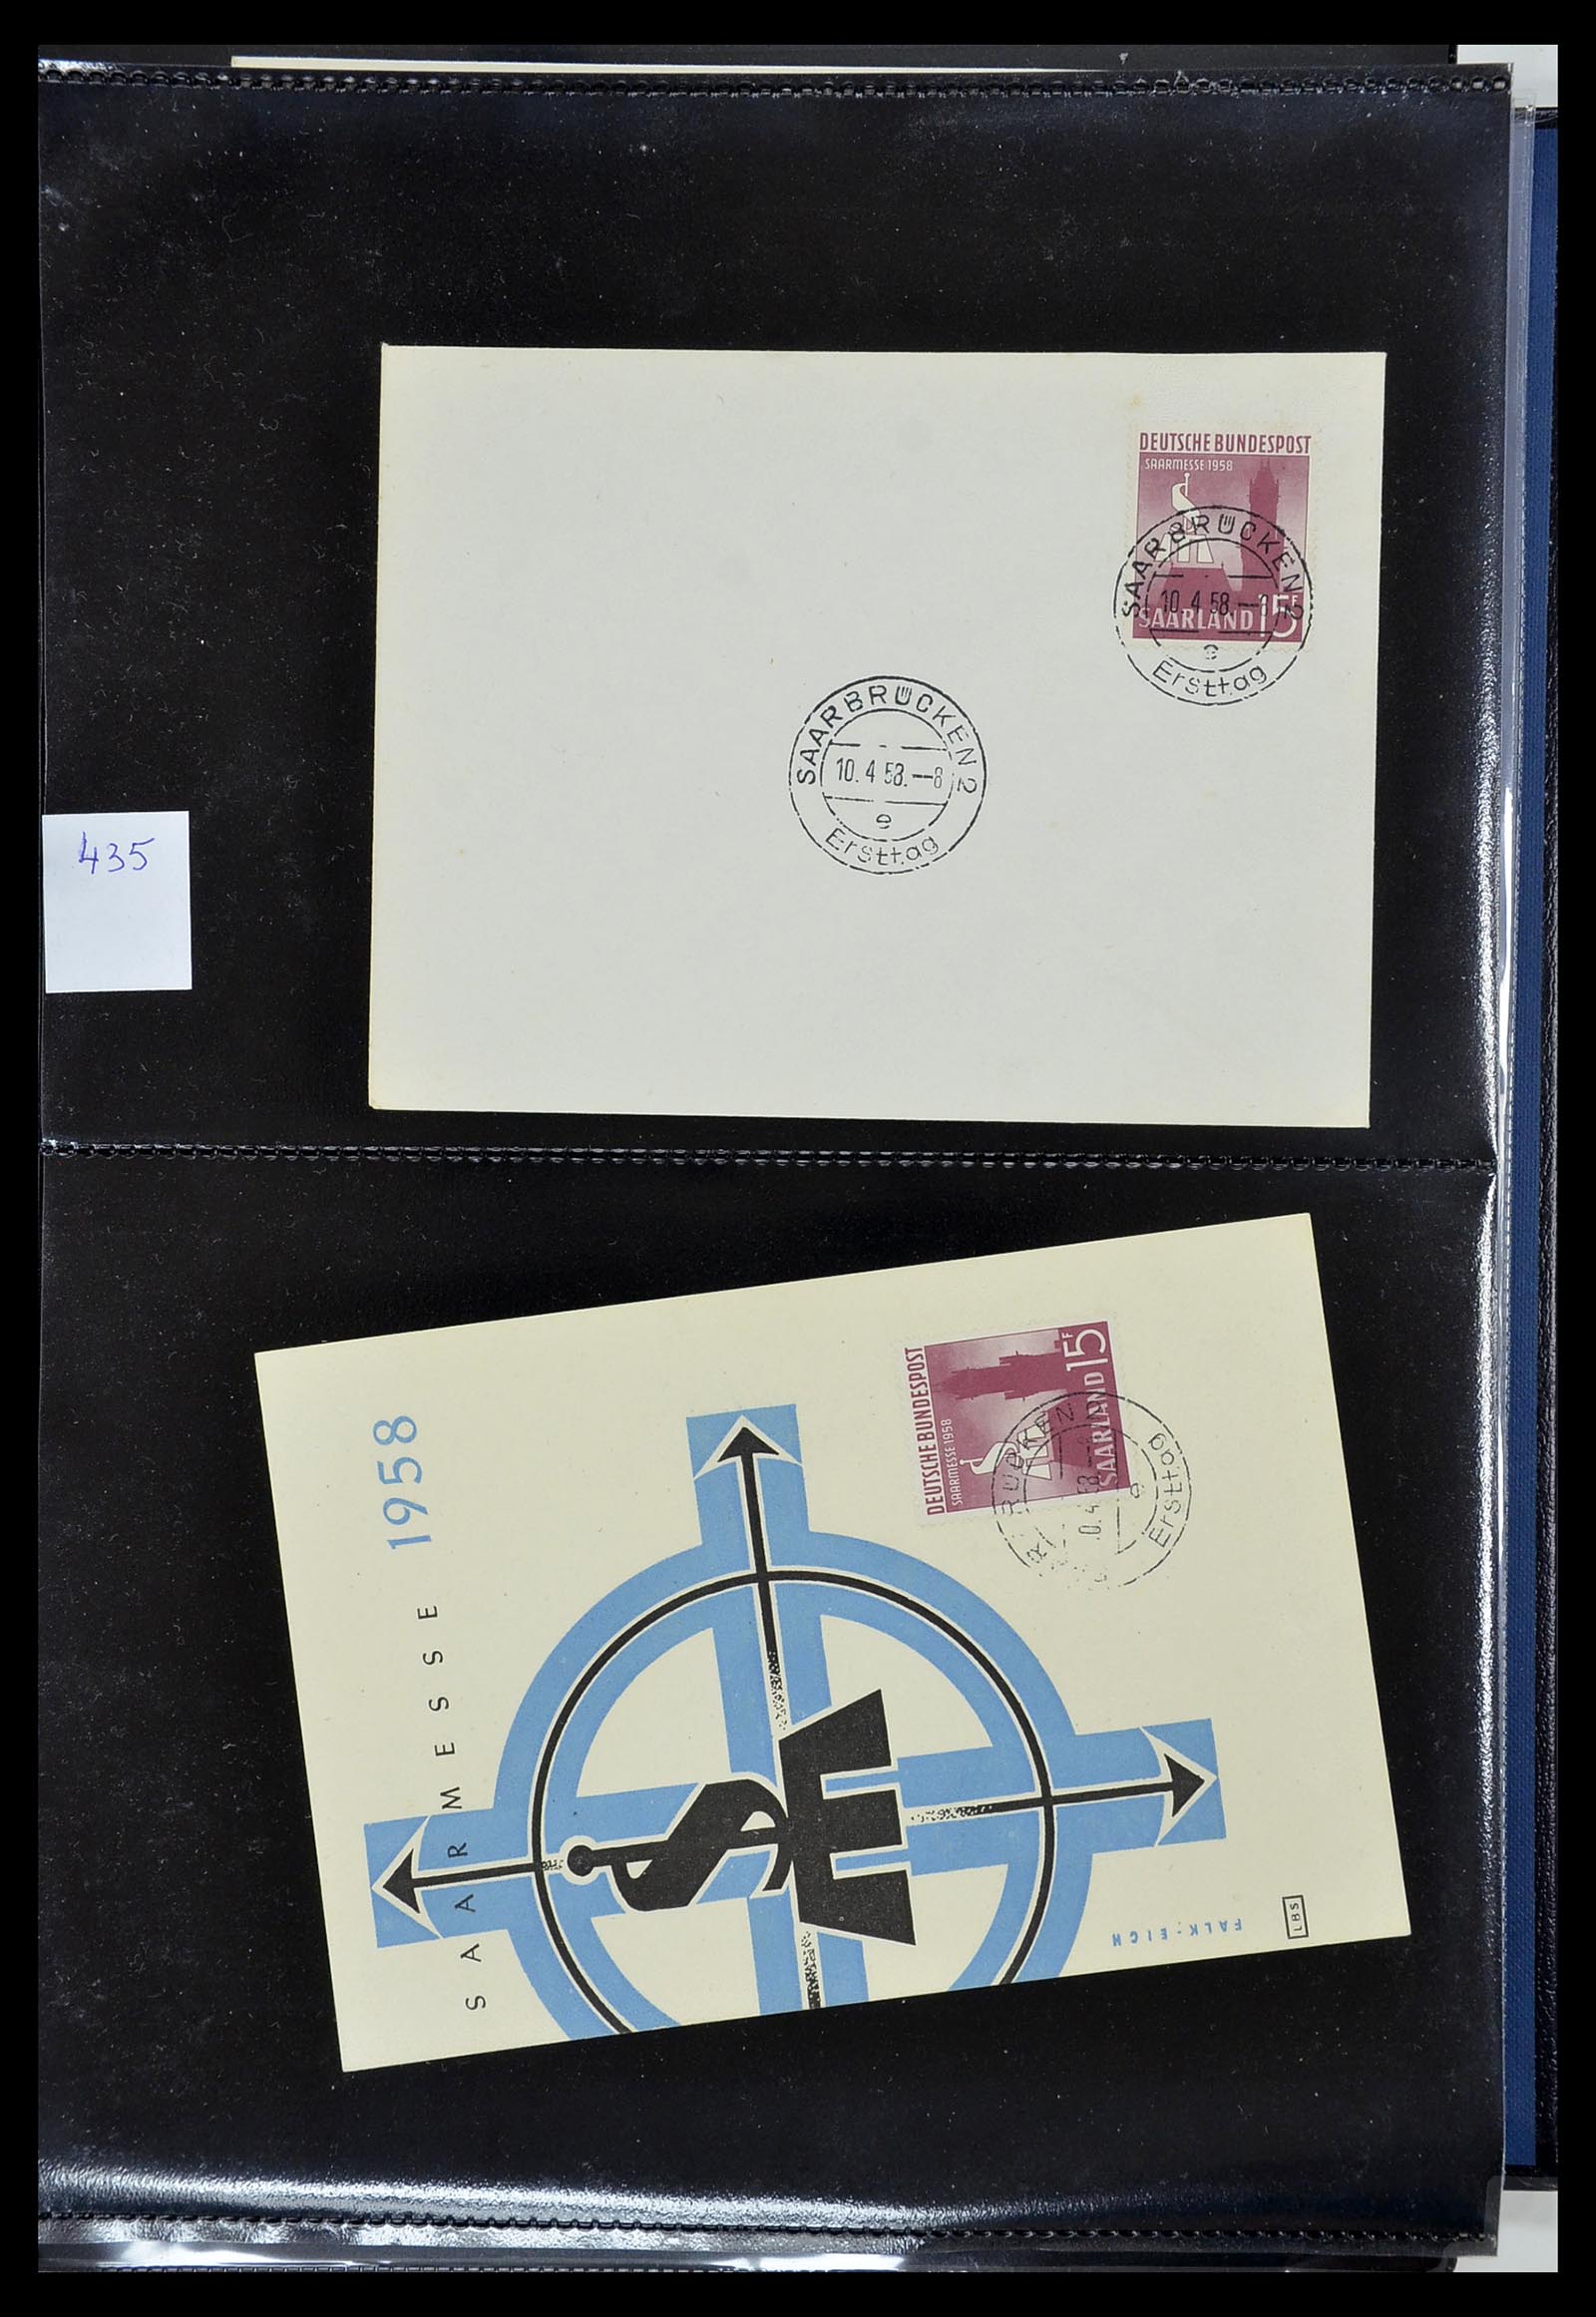 DEUTSCHE BUNDESPOST
SAARMESSE 1958
SAARLAND 15F
SAARBRÜCKEN 2
10. 4. 58.—8
e
Ersttag
SAARBRÜCKEN 2
10. 4 58.—8
e
Ersttag
435
SAARMESSE 1958
DEUTSCHE BUNDESPOST
SAARMESSE 1958
SAARLAND 15F
e
Ersttag
SE
FALK-EICH
LBS